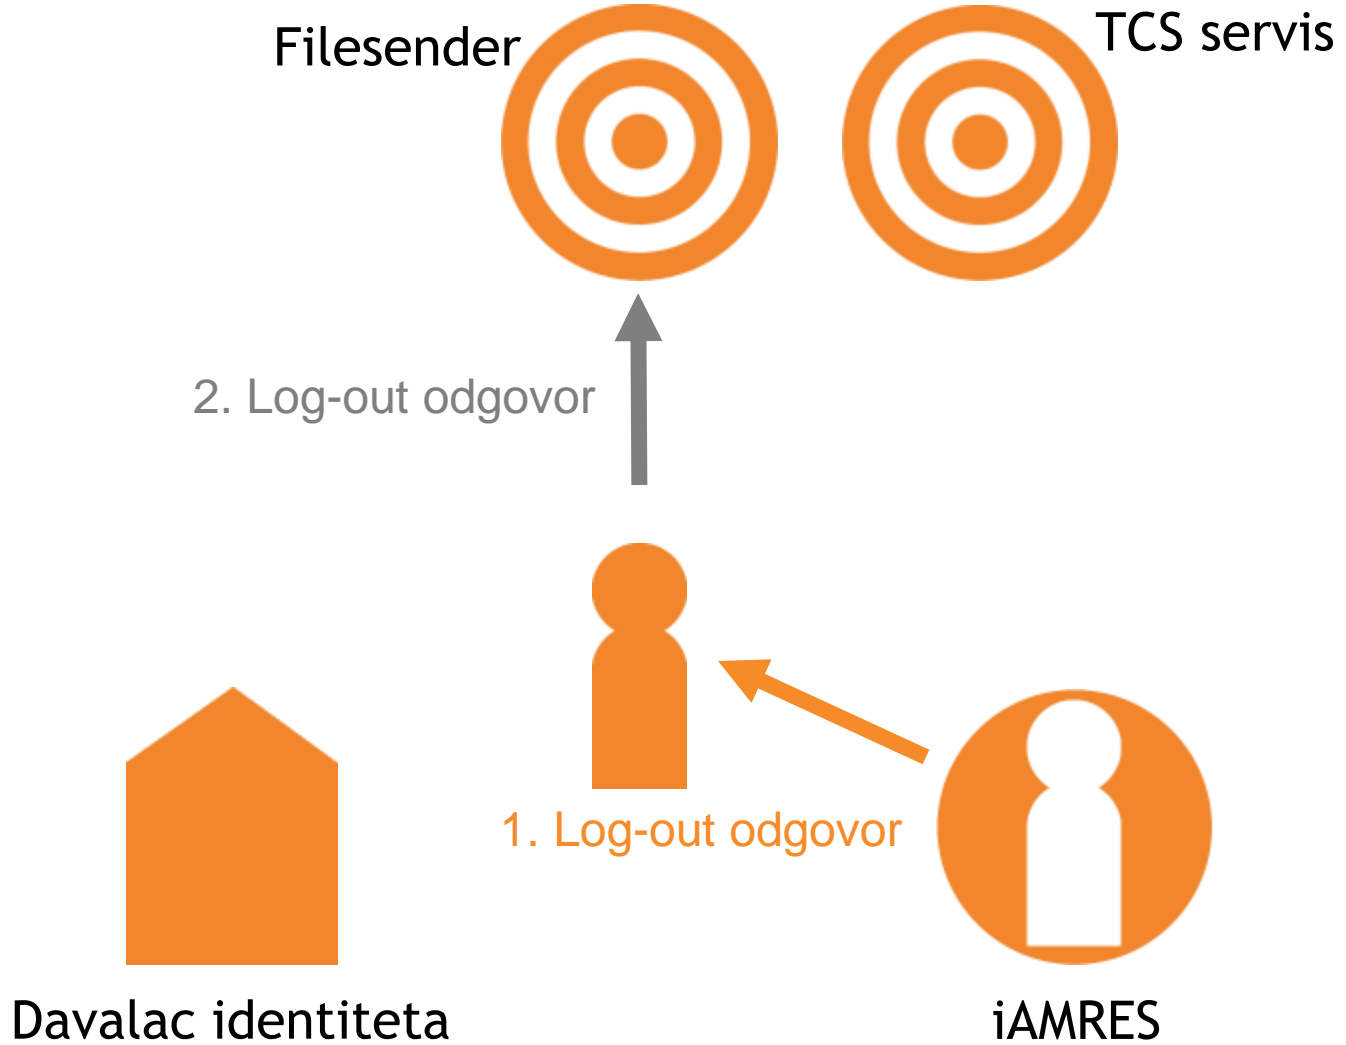 Filesender
TCS servis
2. Log-out odgovor
1. Log-out odgovor
Davalac identiteta
iAMRES